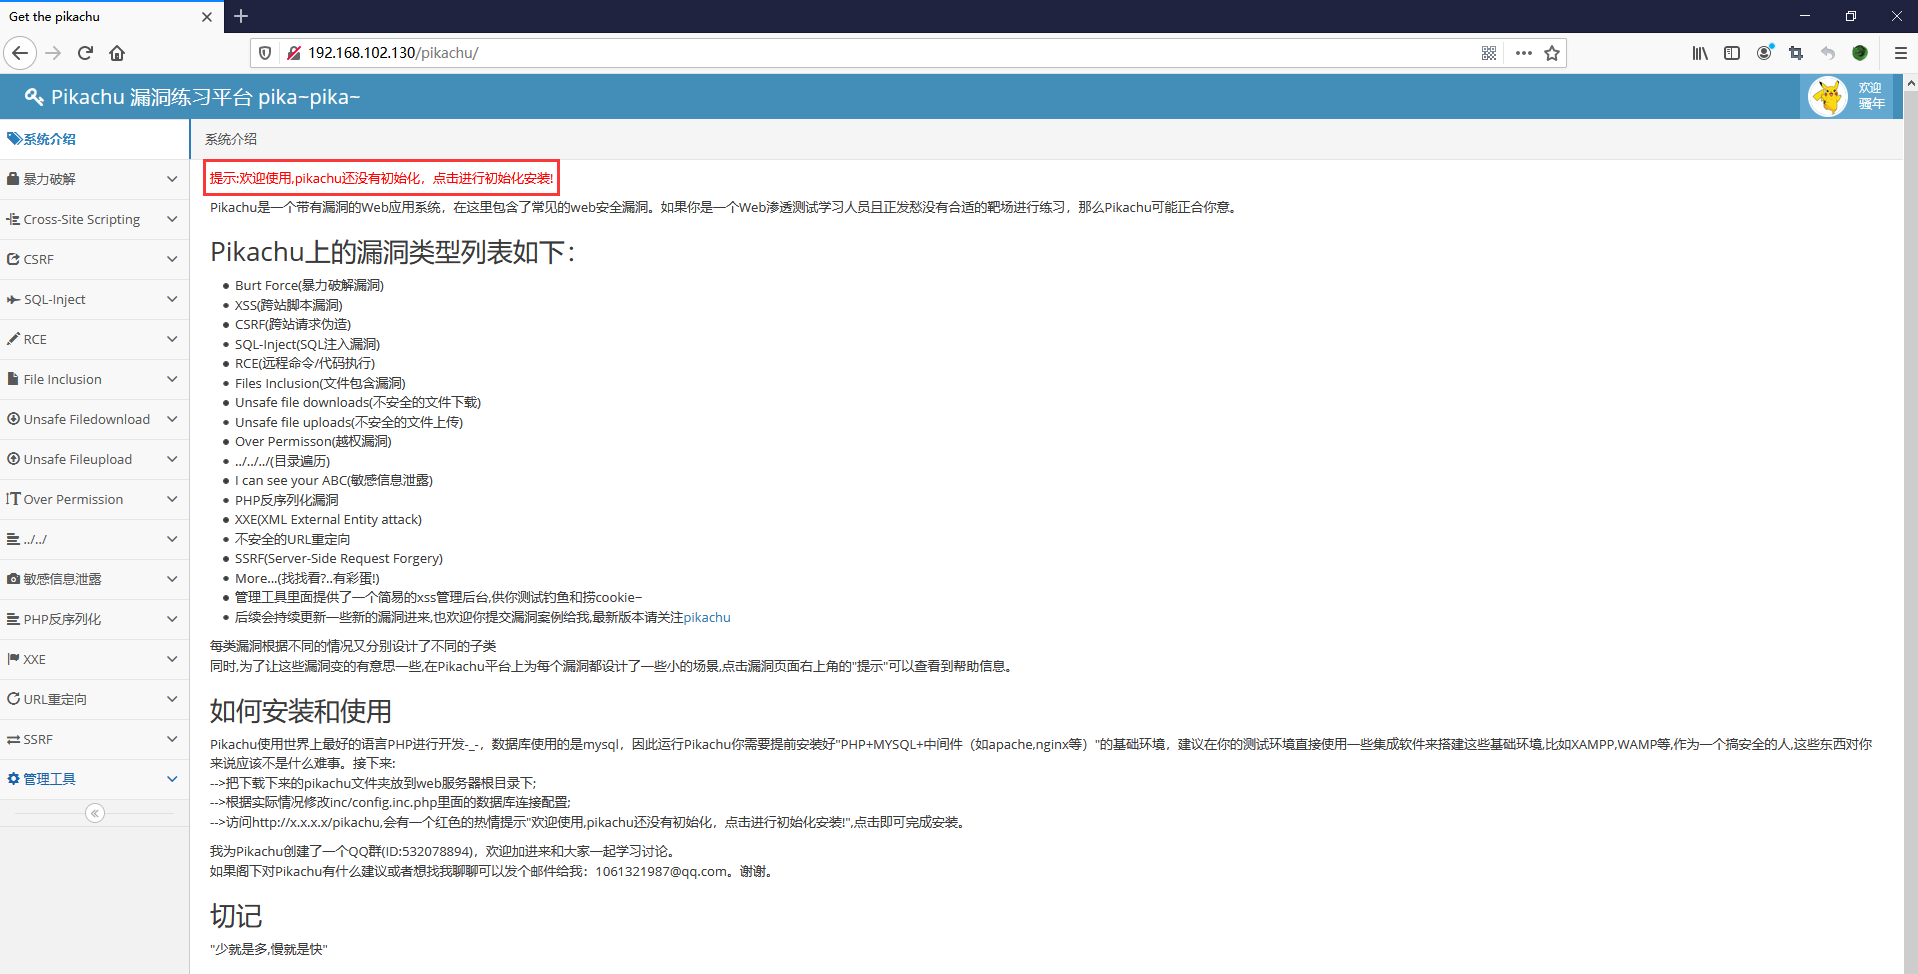 Get the pikachu
192.168.102.130/pikachu/
Pikachu 漏洞练习平台 pika~pika~
欢迎
骚年
系统介绍
暴力破解
Cross-Site Scripting
CSRF
SQL-Inject
RCE
File Inclusion
Unsafe Filedownload
Unsafe Fileupload
Over Permission
../../
敏感信息泄露
PHP反序列化
XXE
URL重定向
SSRF
管理工具
系统介绍
提示:欢迎使用,pikachu还没有初始化，点击进行初始化安装!
Pikachu是一个带有漏洞的Web应用系统，在这里包含了常见的web安全漏洞。如果你是一个Web渗透测试学习人员且正发愁没有合适的靶场进行练习，那么Pikachu可能正合你意。
Pikachu上的漏洞类型列表如下：
Burt Force(暴力破解漏洞)
XSS(跨站脚本漏洞)
CSRF(跨站请求伪造)
SQL-Inject(SQL注入漏洞)
RCE(远程命令/代码执行)
Files Inclusion(文件包含漏洞)
Unsafe file downloads(不安全的文件下载)
Unsafe file uploads(不安全的文件上传)
Over Permisson(越权漏洞)
../../../(目录遍历)
I can see your ABC(敏感信息泄露)
PHP反序列化漏洞
XXE(XML External Entity attack)
不安全的URL重定向
SSRF(Server-Side Request Forgery)
More...(找找看?..有彩蛋!)
管理工具里面提供了一个简易的xss管理后台,供你测试钓鱼和捞cookie~
后续会持续更新一些新的漏洞进来,也欢迎你提交漏洞案例给我,最新版本请关注pikachu
每类漏洞根据不同的情况又分别设计了不同的子类
同时,为了让这些漏洞变的有意思一些,在Pikachu平台上为每个漏洞都设计了一些小的场景,点击漏洞页面右上角的"提示"可以查看到帮助信息。
如何安装和使用
Pikachu使用世界上最好的语言PHP进行开发-_-，数据库使用的是mysql，因此运行Pikachu你需要提前安装好"PHP+MYSQL+中间件（如apache,nginx等）"的基础环境，建议在你的测试环境直接使用一些集成软件来搭建这些基础环境,比如XAMPP,WAMP等,作为一个搞安全的人,这些东西对你
来说应该不是什么难事。接下来:
-->把下载下来的pikachu文件夹放到web服务器根目录下;
-->根据实际情况修改inc/config.inc.php里面的数据库连接配置;
-->访问http://x.x.x.x/pikachu,会有一个红色的热情提示"欢迎使用,pikachu还没有初始化，点击进行初始化安装!",点击即可完成安装。
我为Pikachu创建了一个QQ群(ID:532078894)，欢迎加进来和大家一起学习讨论。
如果阁下对Pikachu有什么建议或者想找我聊聊可以发个邮件给我：1061321987@qq.com。谢谢。
切记
"少就是多,慢就是快"